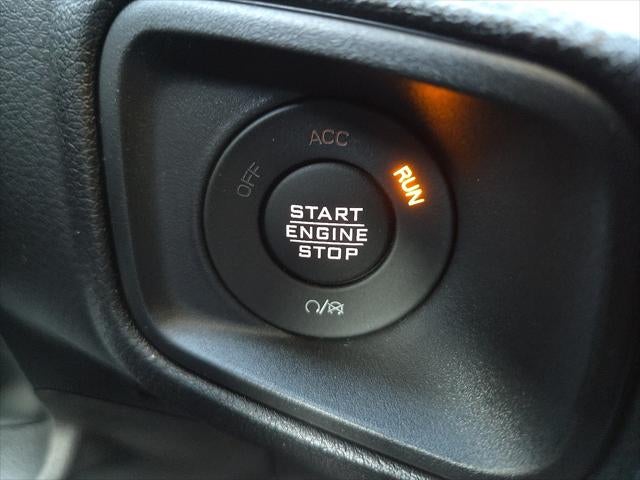 ACC
OFF
RUN
START
ENGINE
STOP